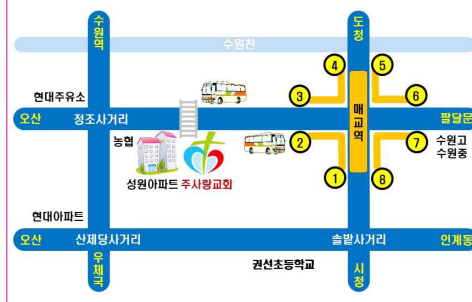 수원역
도청
수원천
4
5
현대주유소
3
6
오산
정조사거리
매교역
팔달문
농협
2
7
수원고
수원중
성원아파트 주사랑교회
1
8
현대아파트
오산
산제당사거리
솔밭사거리
인계동
우체국
권선초등학교
시청